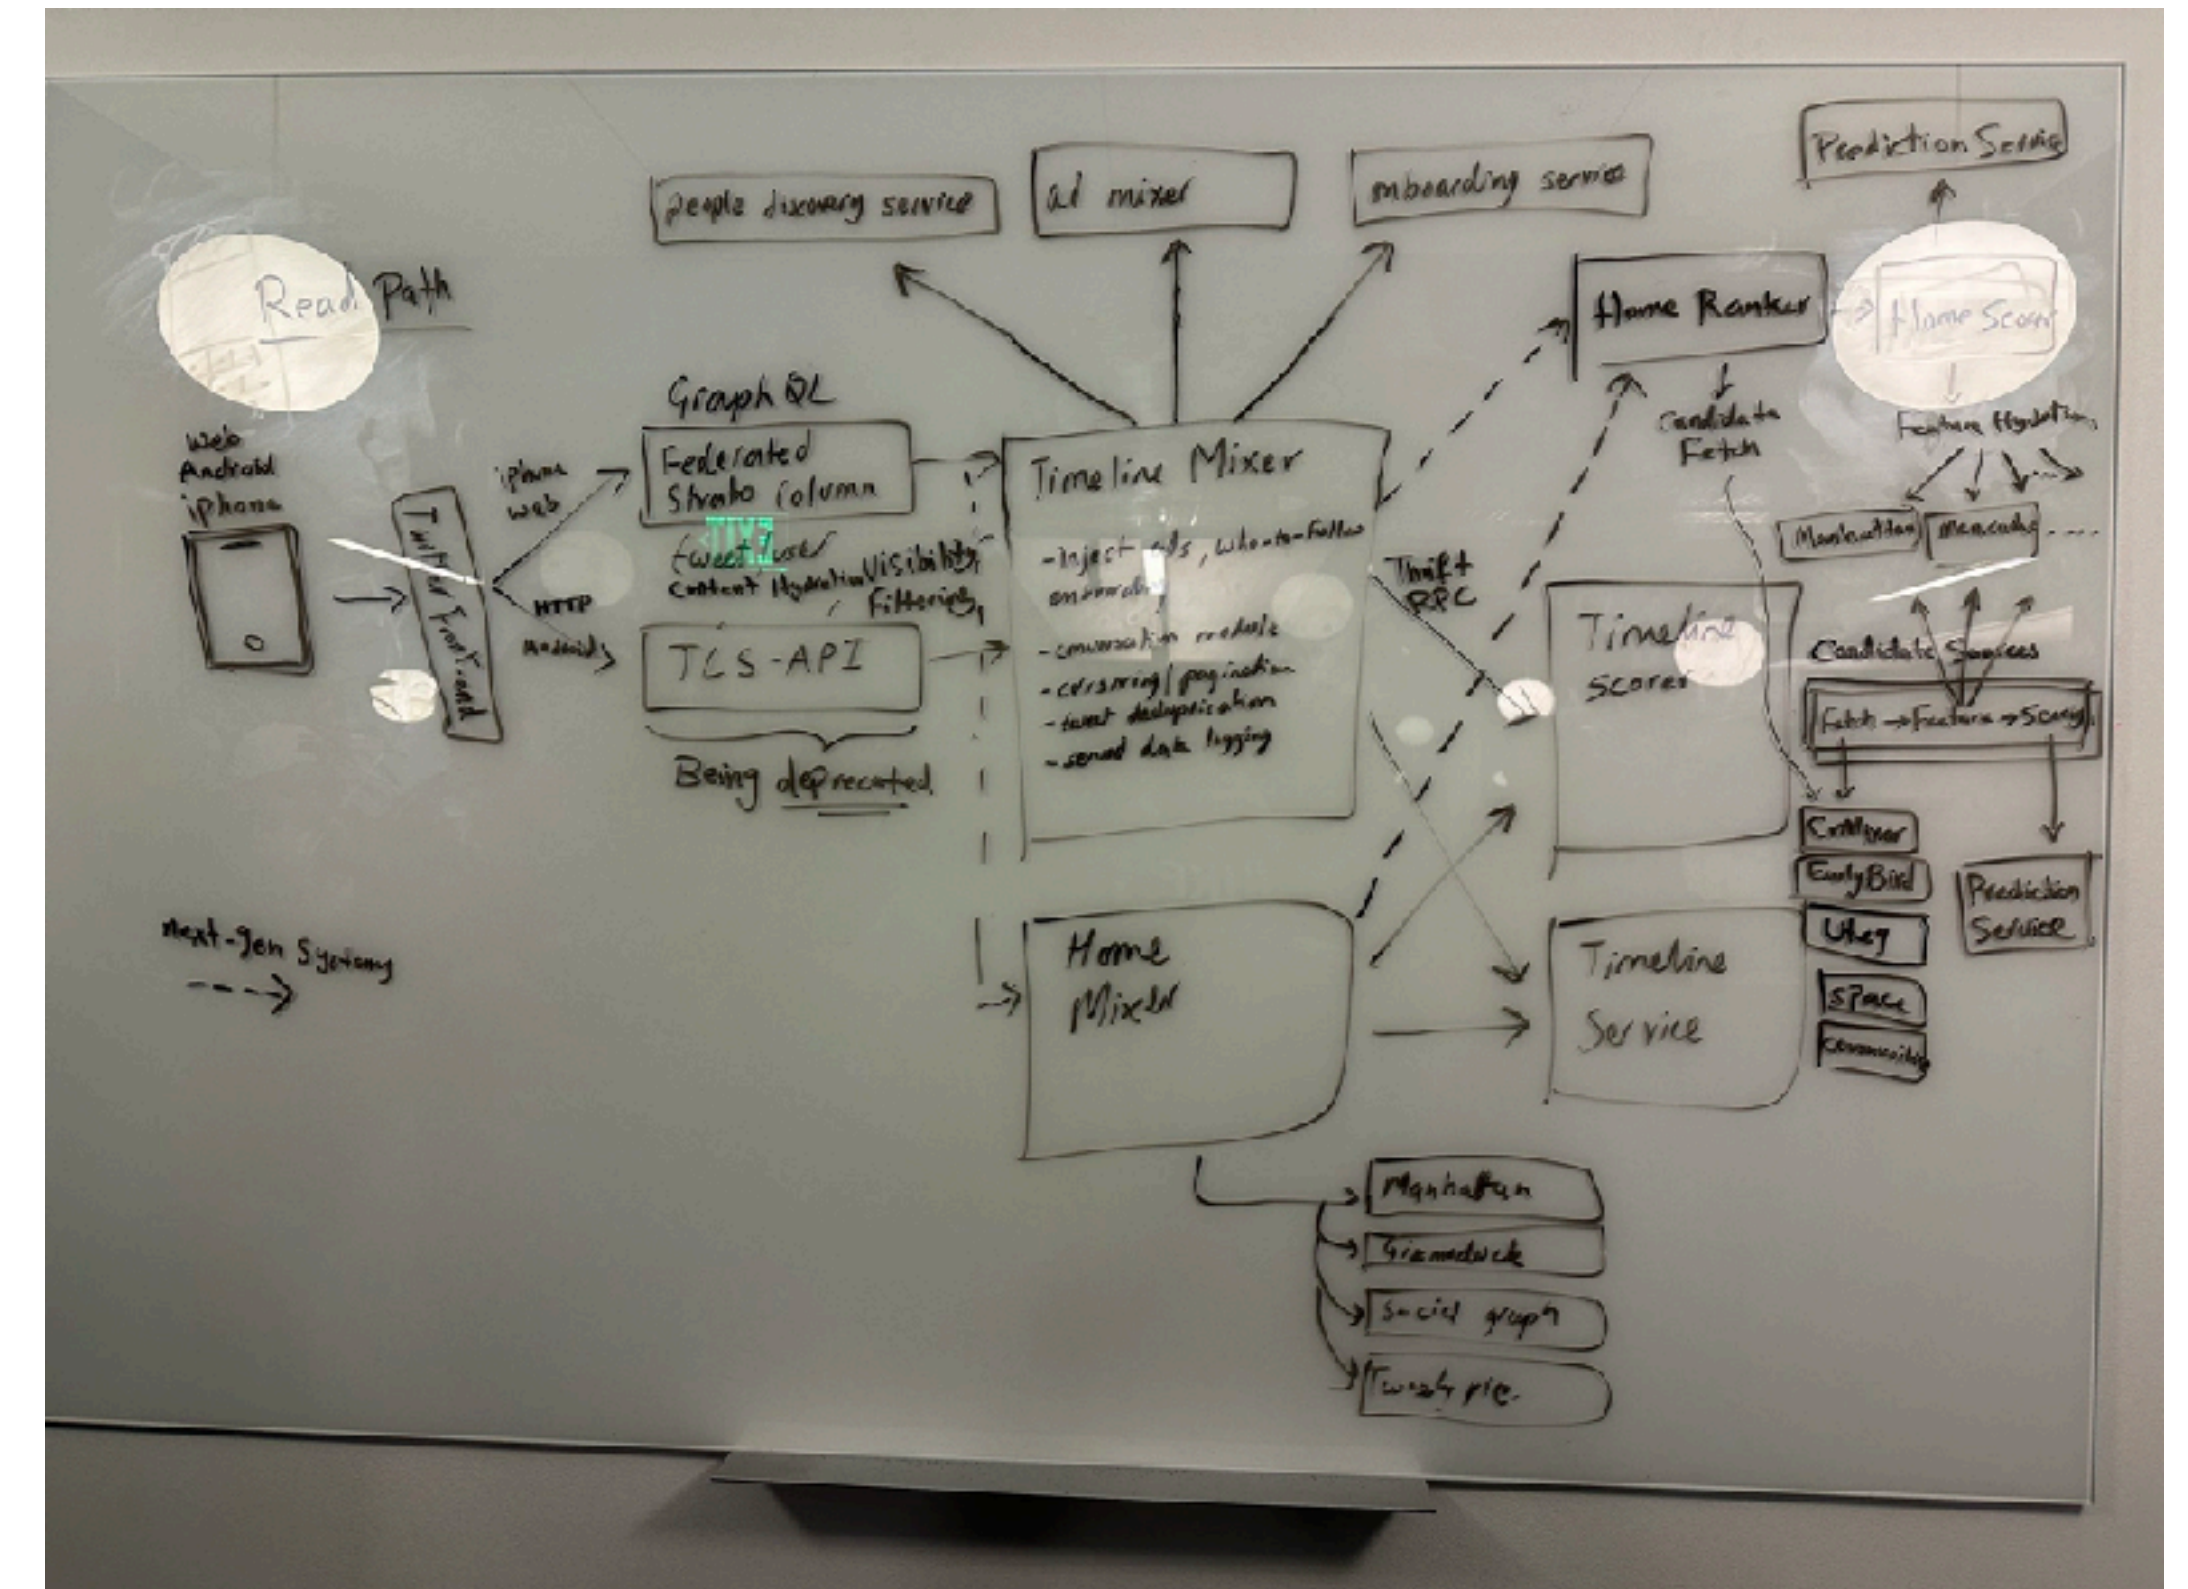 Read Path
Web
Android
iphone
Twitter Frontend
iphone
web
HTTP
Android
GraphQL
Federated
Strato Column
tweet, user
Content Hydration
Visibility
Filtering
TLS-API
Being deprecated
next-gen Systems
people discovery service
ad mixer
onboarding service
Timeline Mixer
- Inject ads, who-to-follow
onboarding
- conversation module
- cursoring/pagination
- tweet deduplication
- served data logging
Home
Mixer
Thrift
RPC
Manhattan
Gizmoduck
Social graph
Home Ranker
Candidate
Fetch
Timeline
Scorer
Timeline
Service
Prediction Service
Home Scorer
Feature Hydration
Manhattan
Memcache
....
Candidate Sources
Fetch → Feature → Scoring
CrMixer
EarlyBird
Uteg
Space
Communities
Prediction
Service